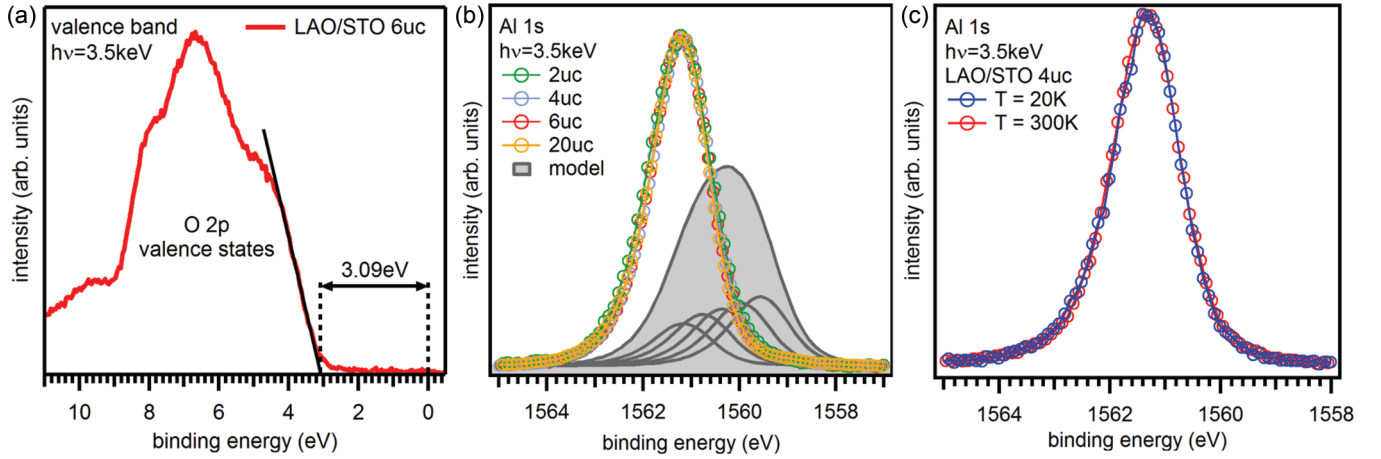 (a)
valence band
hν=3.5keV
LAO/STO 6uc
O 2p
valence states
3.09eV
intensity (arb. units)
10 8 6 4 2 0
binding energy (eV)
(b)
Al 1s
hν=3.5keV
2uc
4uc
6uc
20uc
model
intensity (arb. units)
1564 1562 1560 1558
binding energy (eV)
(c)
Al 1s
hν=3.5keV
LAO/STO 4uc
T = 20K
T = 300K
intensity (arb. units)
1564 1562 1560 1558
binding energy (eV)